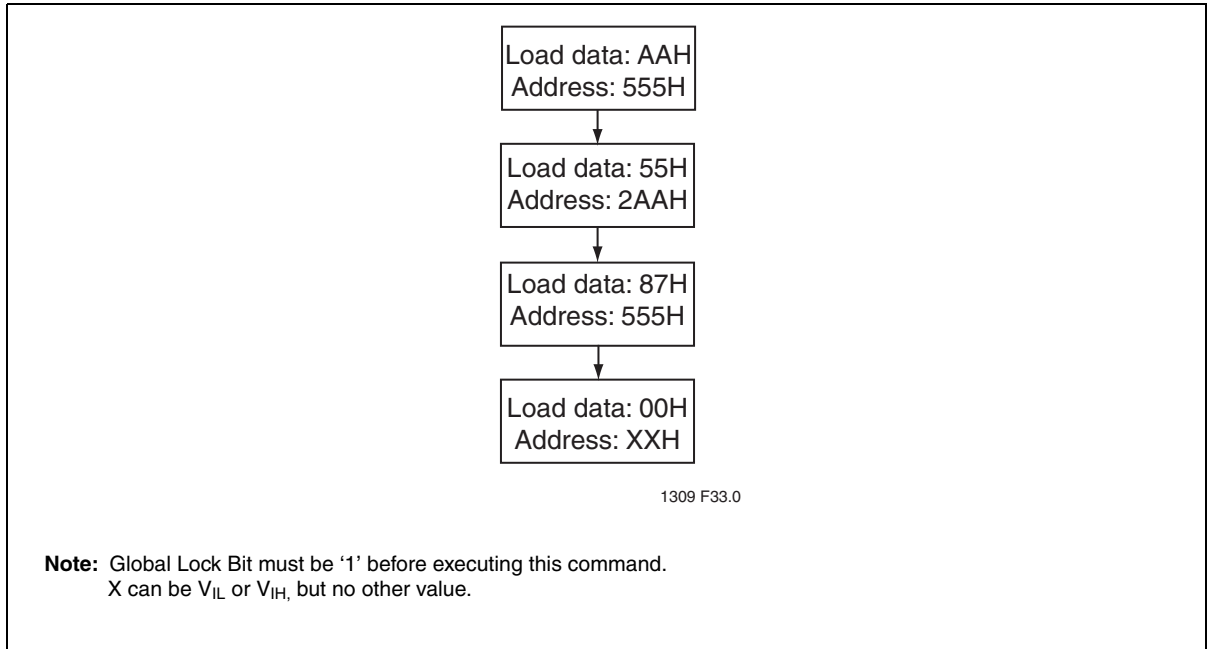 Load data: AAH
Address: 555H
Load data: 55H
Address: 2AAH
Load data: 87H
Address: 555H
Load data: 00H
Address: XXH
1309 F33.0
Note: Global Lock Bit must be ‘1’ before executing this command.
X can be VIL or VIH, but no other value.